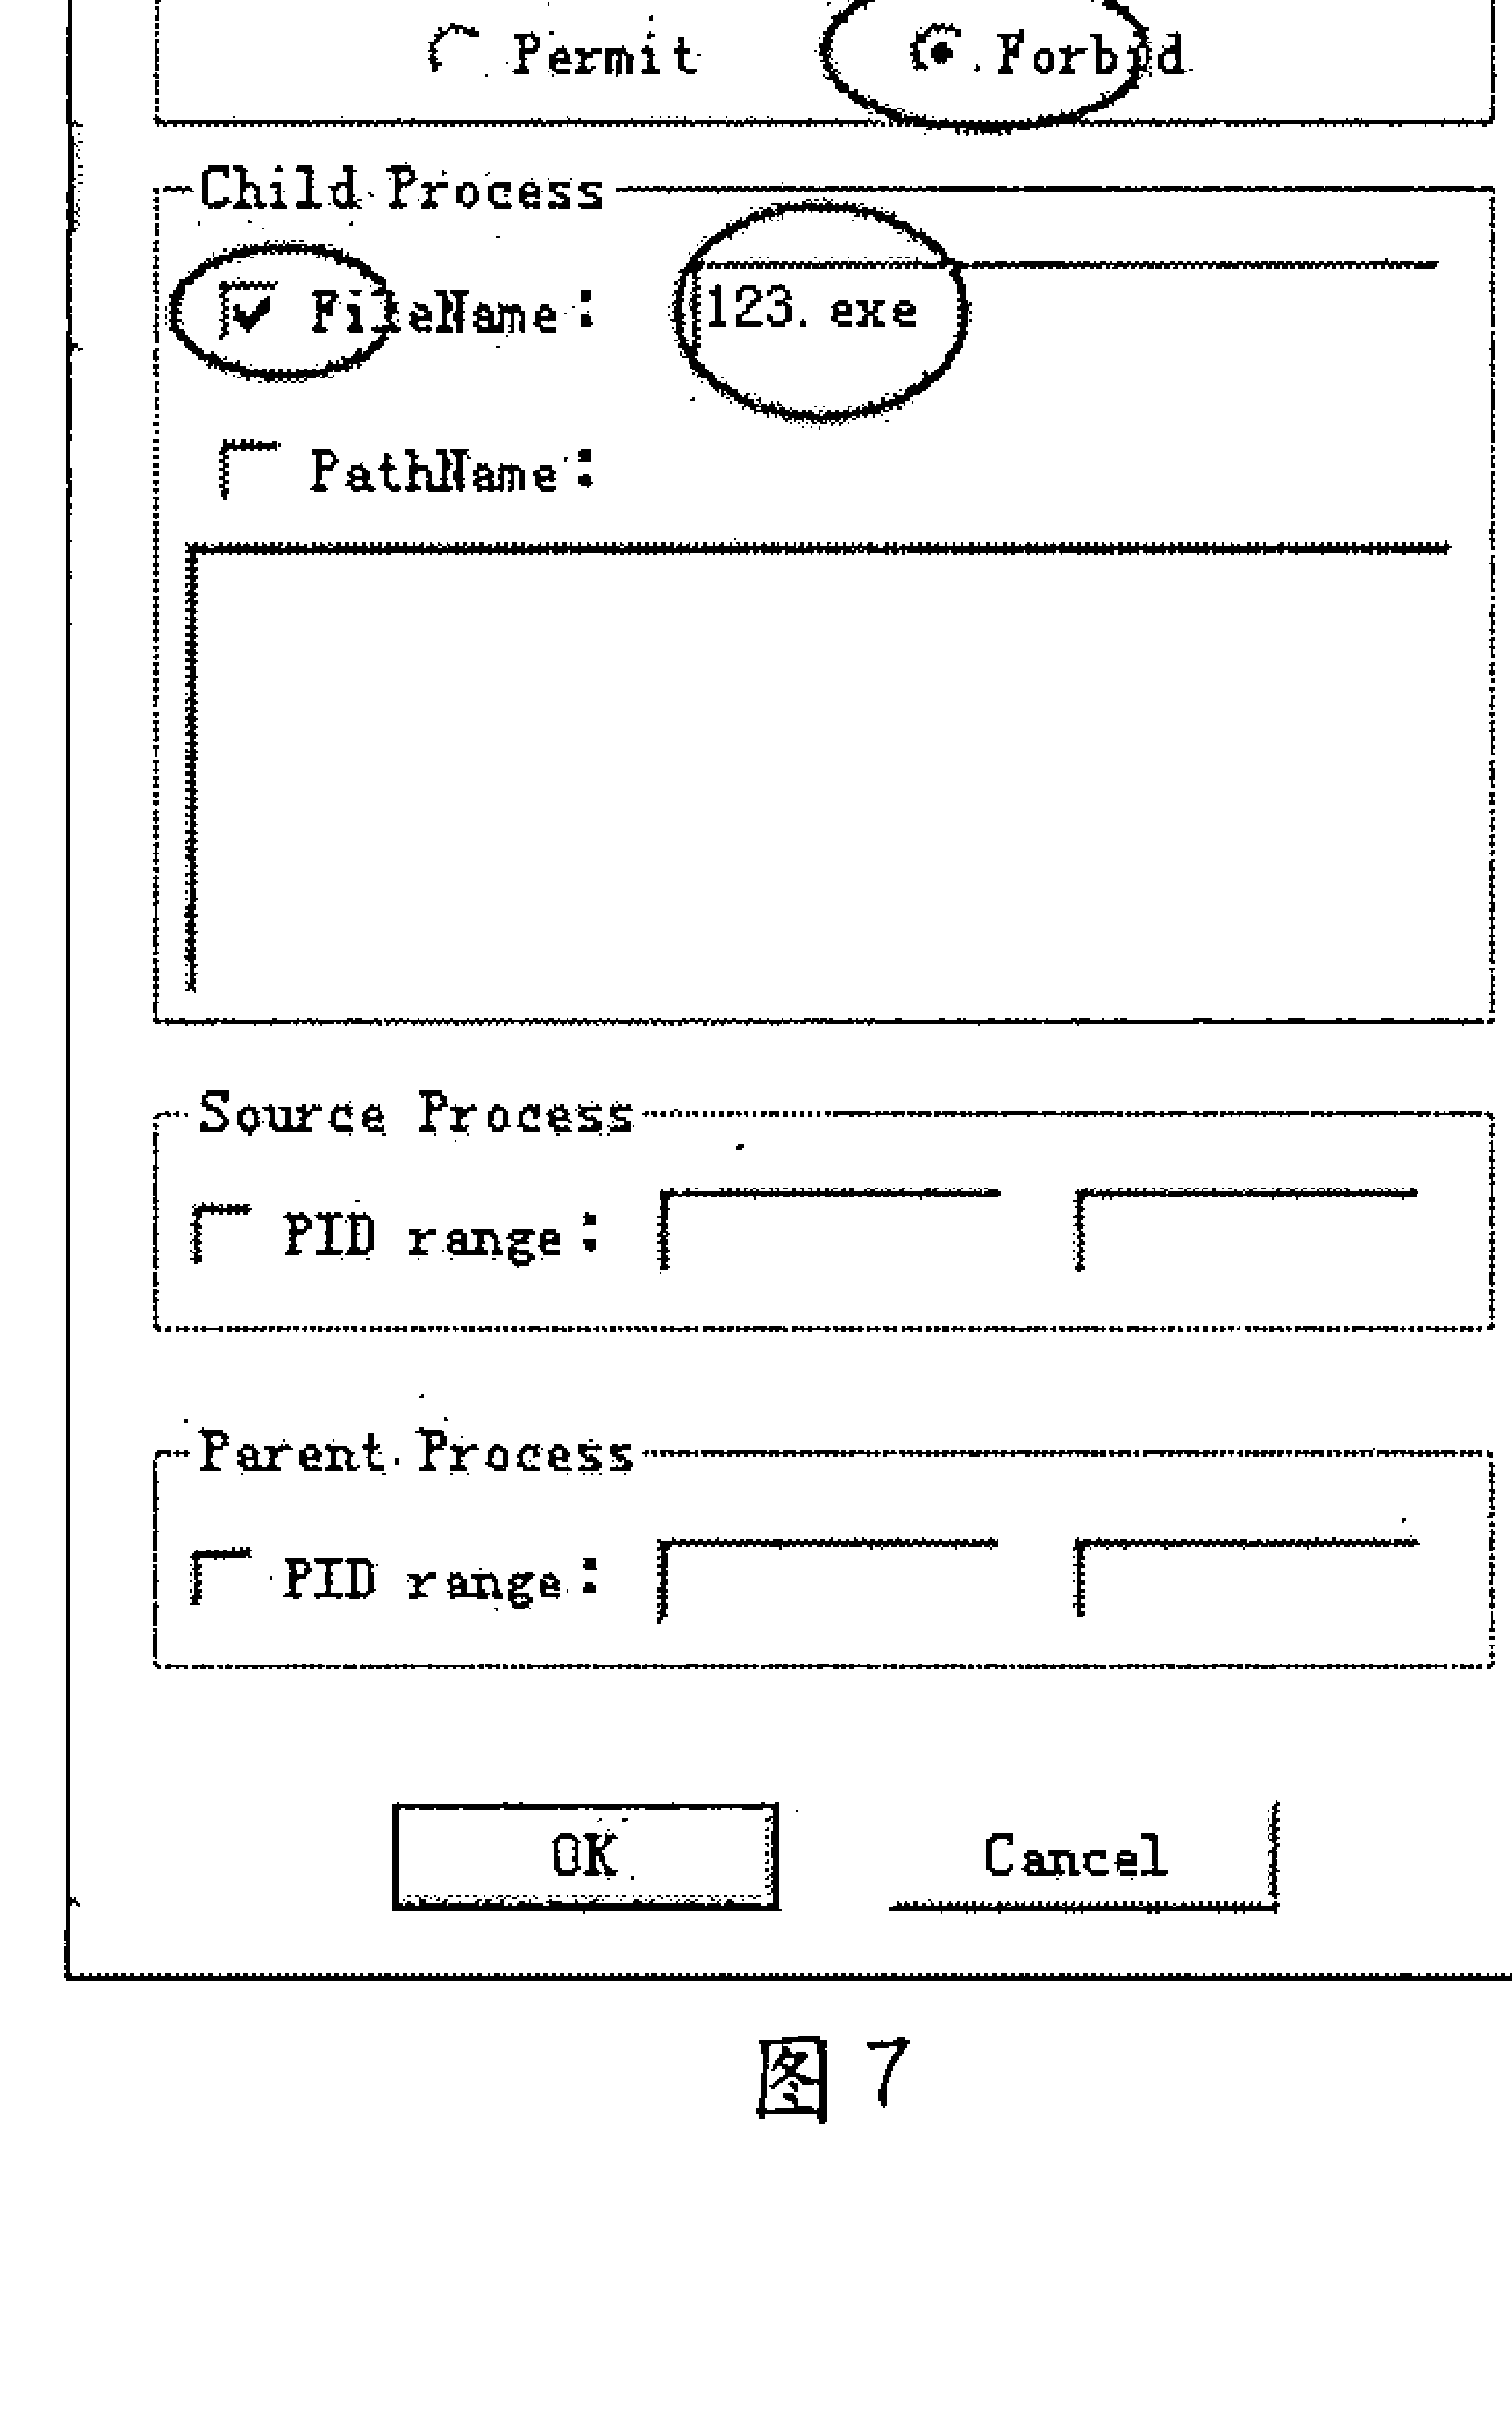 Permit Forbid
Child Process
FileName: 123.exe
PathName:
Source Process
PID range:
Parent Process
PID range:
OK Cancel
图 7